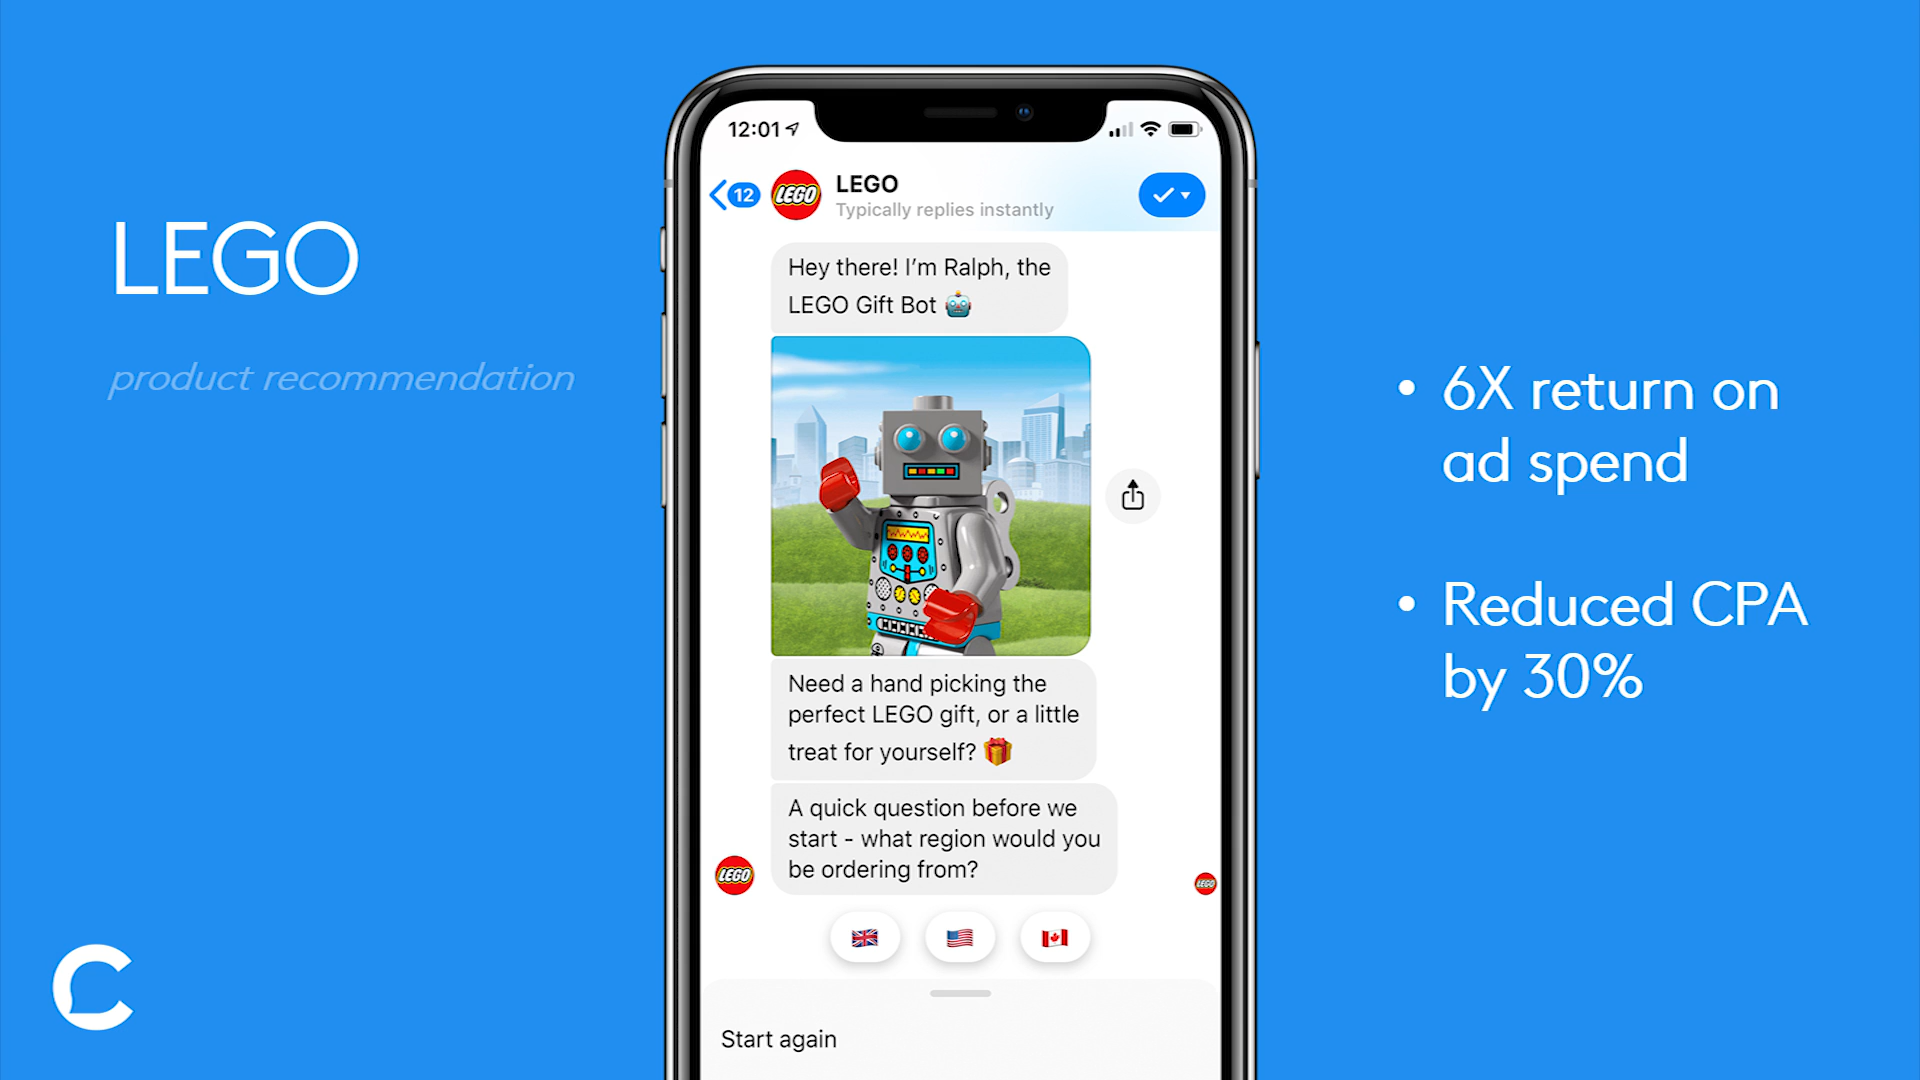 LEGO
product recommendation
12:01
12
LEGO
LEGO
Typically replies instantly
Hey there! I’m Ralph, the
LEGO Gift Bot
Need a hand picking the
perfect LEGO gift, or a little
treat for yourself?
A quick question before we
start - what region would you
be ordering from?
LEGO
LEGO
Start again
• 6X return on
ad spend
• Reduced CPA
by 30%